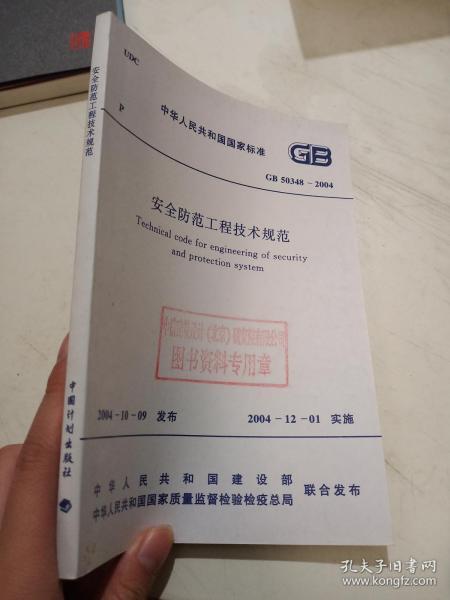 UDC
中华人民共和国国家标准
GB
P
GB 50348-2004
安全防范工程技术规范
Technical code for engineering of security
and protection system
图书资料专用章
2004-10-09 发布
2004-12-01 实施
中华人民共和国建设部
中华人民共和国国家质量监督检验检疫总局
联合发布
安全防范工程技术规范
中国计划出版社
孔夫子旧书网
www.kongfz.com